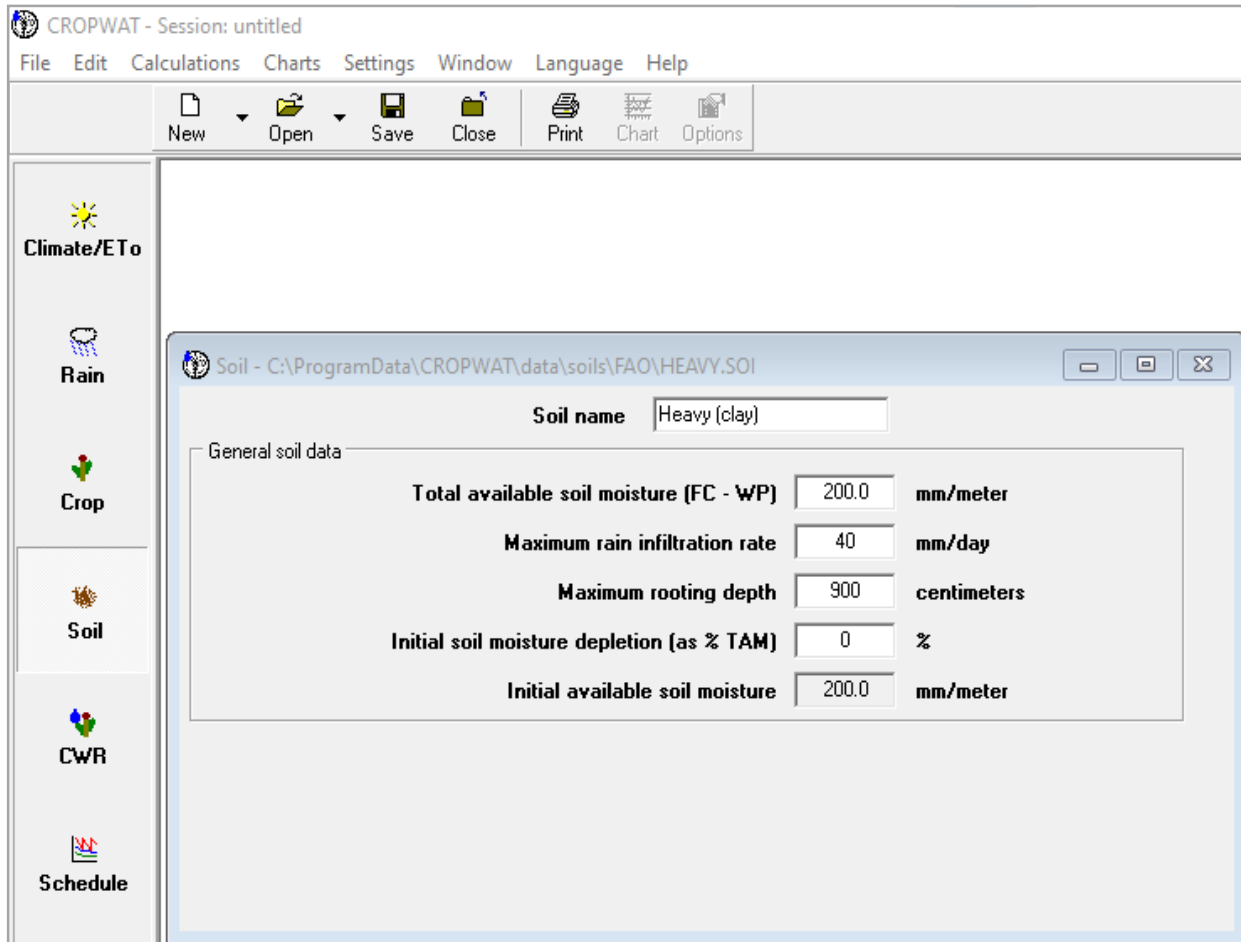 CROPWAT - Session: untitled
File Edit Calculations Charts Settings Window Language Help
New Open Save Close Print Chart Options
Climate/ETo
Rain
Crop
Soil
CWR
Schedule
Soil - C:\ProgramData\CROPWAT\data\soils\FAO\HEAVY.SOI
Soil name Heavy (clay)
General soil data
Total available soil moisture (FC - WP) 200.0 mm/meter
Maximum rain infiltration rate 40 mm/day
Maximum rooting depth 900 centimeters
Initial soil moisture depletion (as % TAM) 0 %
Initial available soil moisture 200.0 mm/meter